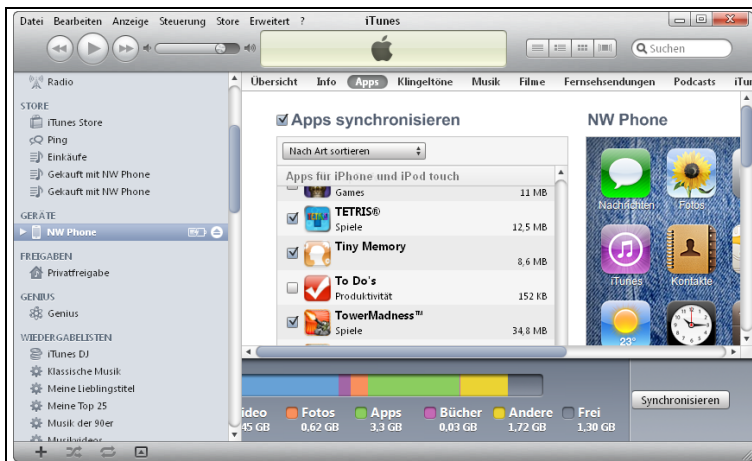 Datei Bearbeiten Anzeige Steuerung Store Erweitert ? iTunes
Suchen
Radio
STORE
iTunes Store
Ping
Einkäufe
Gekauft mit NW Phone
Gekauft mit NW Phone
GERÄTE
NW Phone
FREIGABEN
Privatfreigabe
GENIUS
Genius
WIEDERGABELISTEN
iTunes DJ
Klassische Musik
Meine Lieblingstitel
Meine Top 25
Musik der 90er
Musikvideos
Übersicht Info Apps Klingeltöne Musik Filme Fernsehsendungen Podcasts iTun
Apps synchronisieren
Nach Art sortieren
Apps für iPhone und iPod touch
Games 11 MB
TETRIS®
Spiele 12,5 MB
Tiny Memory
8,6 MB
To Do's
Produktivität 152 KB
TowerMadness™
Spiele 34,8 MB
NW Phone
Nachrichten Fotos
iTunes Kontakte
23°
ideo Fotos Apps Bücher Andere Frei
45 GB 0,62 GB 3,3 GB 0,03 GB 1,72 GB 1,30 GB
Synchronisieren